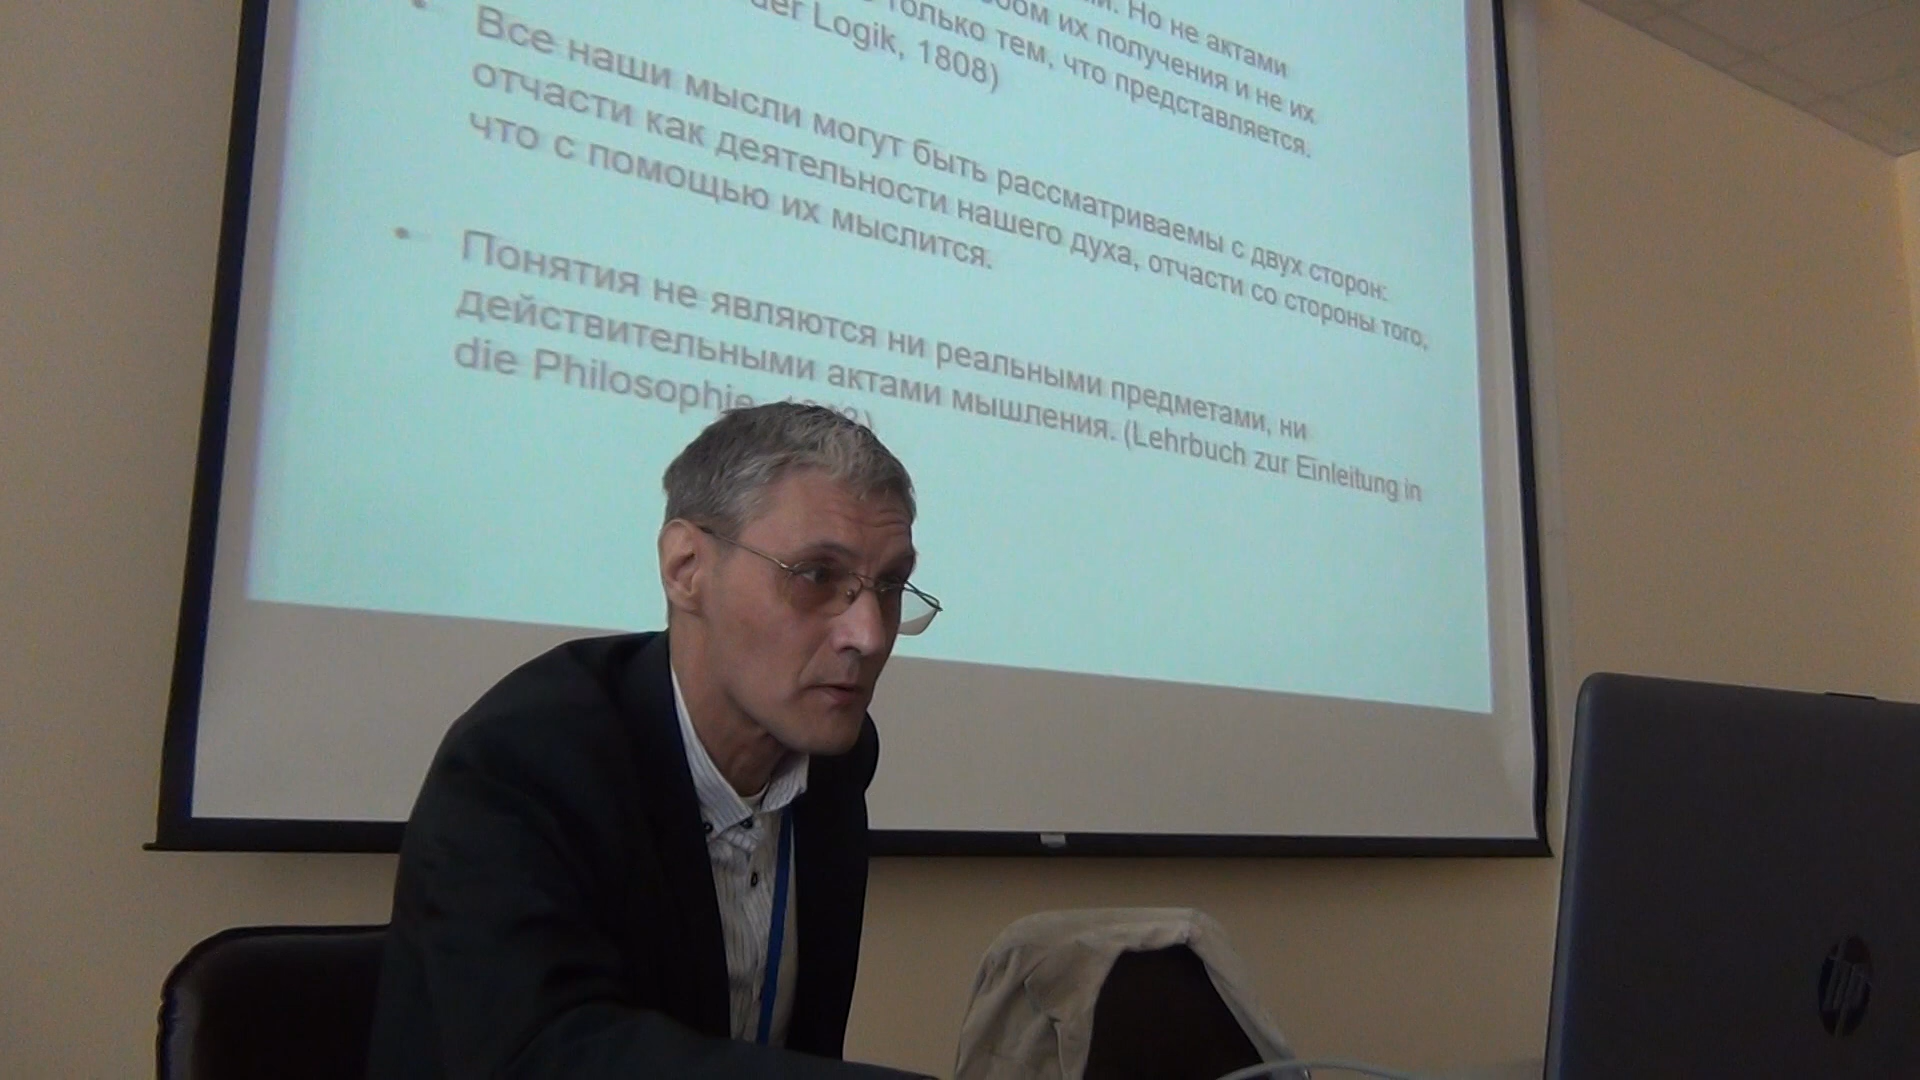 Но не актами
их получения и не их
только тем, что представляется.
der Logik, 1808)
Все наши мысли могут быть рассматриваемы с двух сторон:
отчасти как деятельности нашего духа, отчасти со стороны того,
что с помощью их мыслится.
Понятия не являются ни реальными предметами, ни
действительными актами мышления. (Lehrbuch zur Einleitung in
die Philosophie
hp